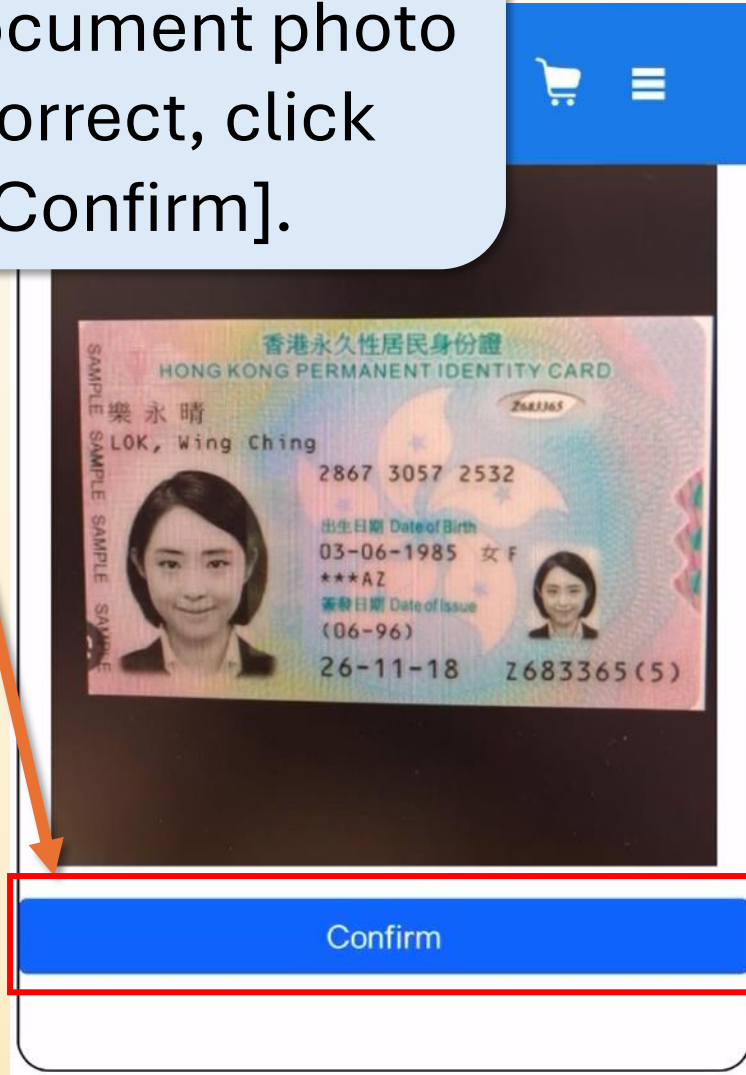 ocument photo
orrect, click
Confirm].
香港永久性居民身份證
HONG KONG PERMANENT IDENTITY CARD
SAMPLE SAMPLE SAMPLE SAMPLE
樂永晴
Z683365
LOK, Wing Ching
2867 3057 2532
出生日期 Date of Birth
03-06-1985 女 F
***AZ
簽發日期 Date of Issue
(06-96)
26-11-18 Z683365(5)
Confirm